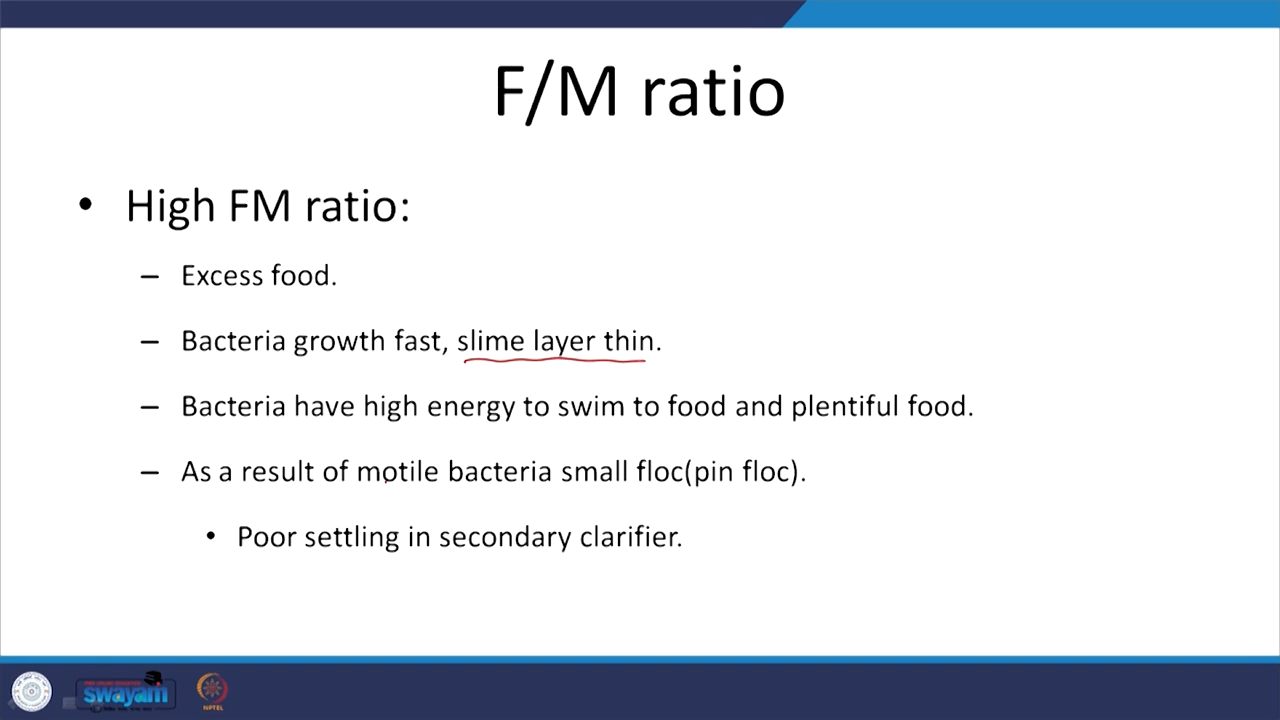 F/M ratio
• High FM ratio:
– Excess food.
– Bacteria growth fast, slime layer thin.
– Bacteria have high energy to swim to food and plentiful food.
– As a result of motile bacteria small floc(pin floc).
• Poor settling in secondary clarifier.
swayam
NPTEL